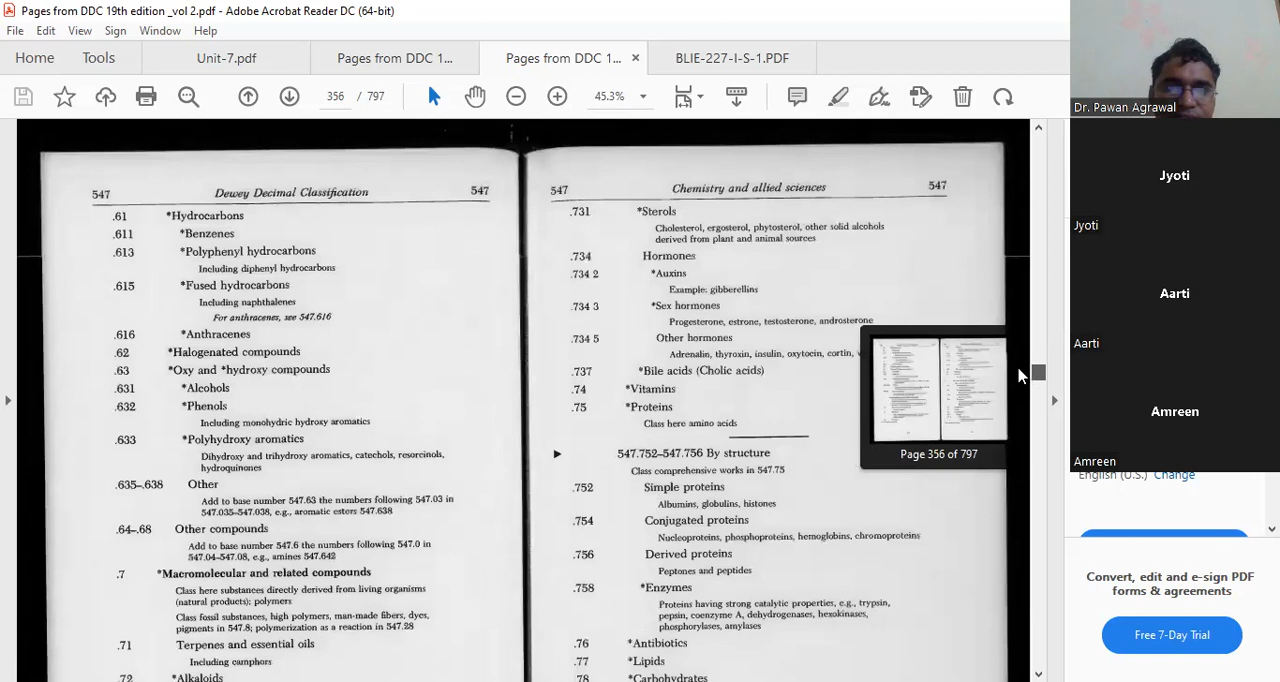 Pages from DDC 19th edition _vol 2.pdf - Adobe Acrobat Reader DC (64-bit)
File Edit View Sign Window Help
Home Tools Unit-7.pdf Pages from DDC 1... Pages from DDC 1... × BLIE-227-I-S-1.PDF
356 / 797 45.3%
547 Dewey Decimal Classification 547
.61 *Hydrocarbons
.611 *Benzenes
.613 *Polyphenyl hydrocarbons
Including diphenyl hydrocarbons
.615 *Fused hydrocarbons
Including naphthalenes
For anthracenes, see 547.616
.616 *Anthracenes
.62 *Halogenated compounds
.63 *Oxy and *hydroxy compounds
.631 *Alcohols
.632 *Phenols
Including monohydric hydroxy aromatics
.633 *Polyhydroxy aromatics
Dihydroxy and trihydroxy aromatics, catechols, resorcinols,
hydroquinones
.635-.638 Other
Add to base number 547.63 the numbers following 547.03 in
547.035-547.038, e.g., aromatic esters 547.638
.64-.68 Other compounds
Add to base number 547.6 the numbers following 547.0 in
547.04-547.08, e.g., amines 547.642
.7 *Macromolecular and related compounds
Class here substances directly derived from living organisms
(natural products); polymers
Class fossil substances, high polymers, man-made fibers, dyes,
pigments in 547.8; polymerization as a reaction in 547.28
.71 Terpenes and essential oils
Including camphors
.72 *Alkaloids
547 Chemistry and allied sciences 547
.731 *Sterols
Cholesterol, ergosterol, phytosterol, other solid alcohols
derived from plant and animal sources
.734 Hormones
.734 2 *Auxins
Example: gibberellins
.734 3 *Sex hormones
Progesterone, estrone, testosterone, androsterone
.734 5 Other hormones
Adrenalin, thyroxin, insulin, oxytocin, cortin,
.737 *Bile acids (Cholic acids)
.74 *Vitamins
.75 *Proteins
Class here amino acids
547.752-547.756 By structure
Class comprehensive works in 547.75
.752 Simple proteins
Albumins, globulins, histones
.754 Conjugated proteins
Nucleoproteins, phosphoproteins, hemoglobins, chromoproteins
.756 Derived proteins
Peptones and peptides
.758 *Enzymes
Proteins having strong catalytic properties, e.g., trypsin,
pepsin, coenzyme A, dehydrogenases, hexokinases,
phosphorylases, amylases
.76 *Antibiotics
.77 *Lipids
.78 *Carbohydrates
Page 356 of 797
Dr. Pawan Agrawal
Jyoti
Jyoti
Aarti
Aarti
Amreen
Amreen
English (U.S.) Change
Convert, edit and e-sign PDF
forms & agreements
Free 7-Day Trial